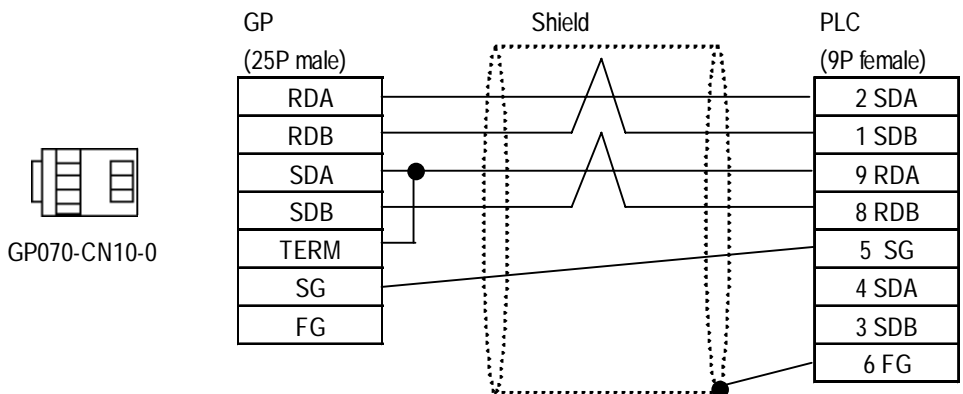 GP Shield PLC
(25P male) (9P female)
RDA 2 SDA
RDB 1 SDB
SDA 9 RDA
SDB 8 RDB
TERM 5 SG
SG 4 SDA
FG 3 SDB
6 FG
GP070-CN10-0